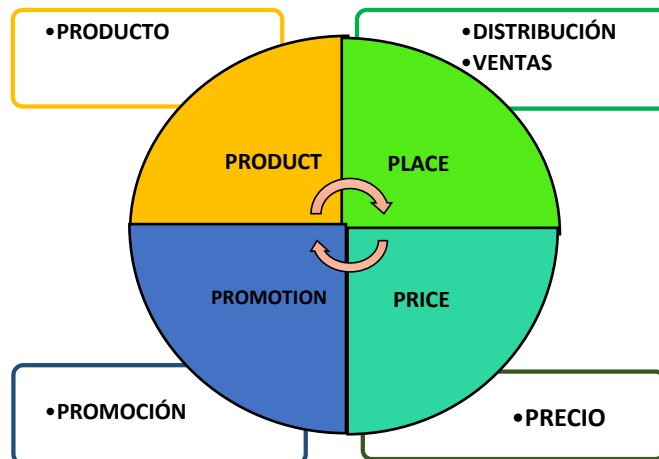 •PRODUCTO
•DISTRIBUCIÓN
•VENTAS
PRODUCT
PLACE
PROMOTION
PRICE
•PROMOCIÓN
•PRECIO